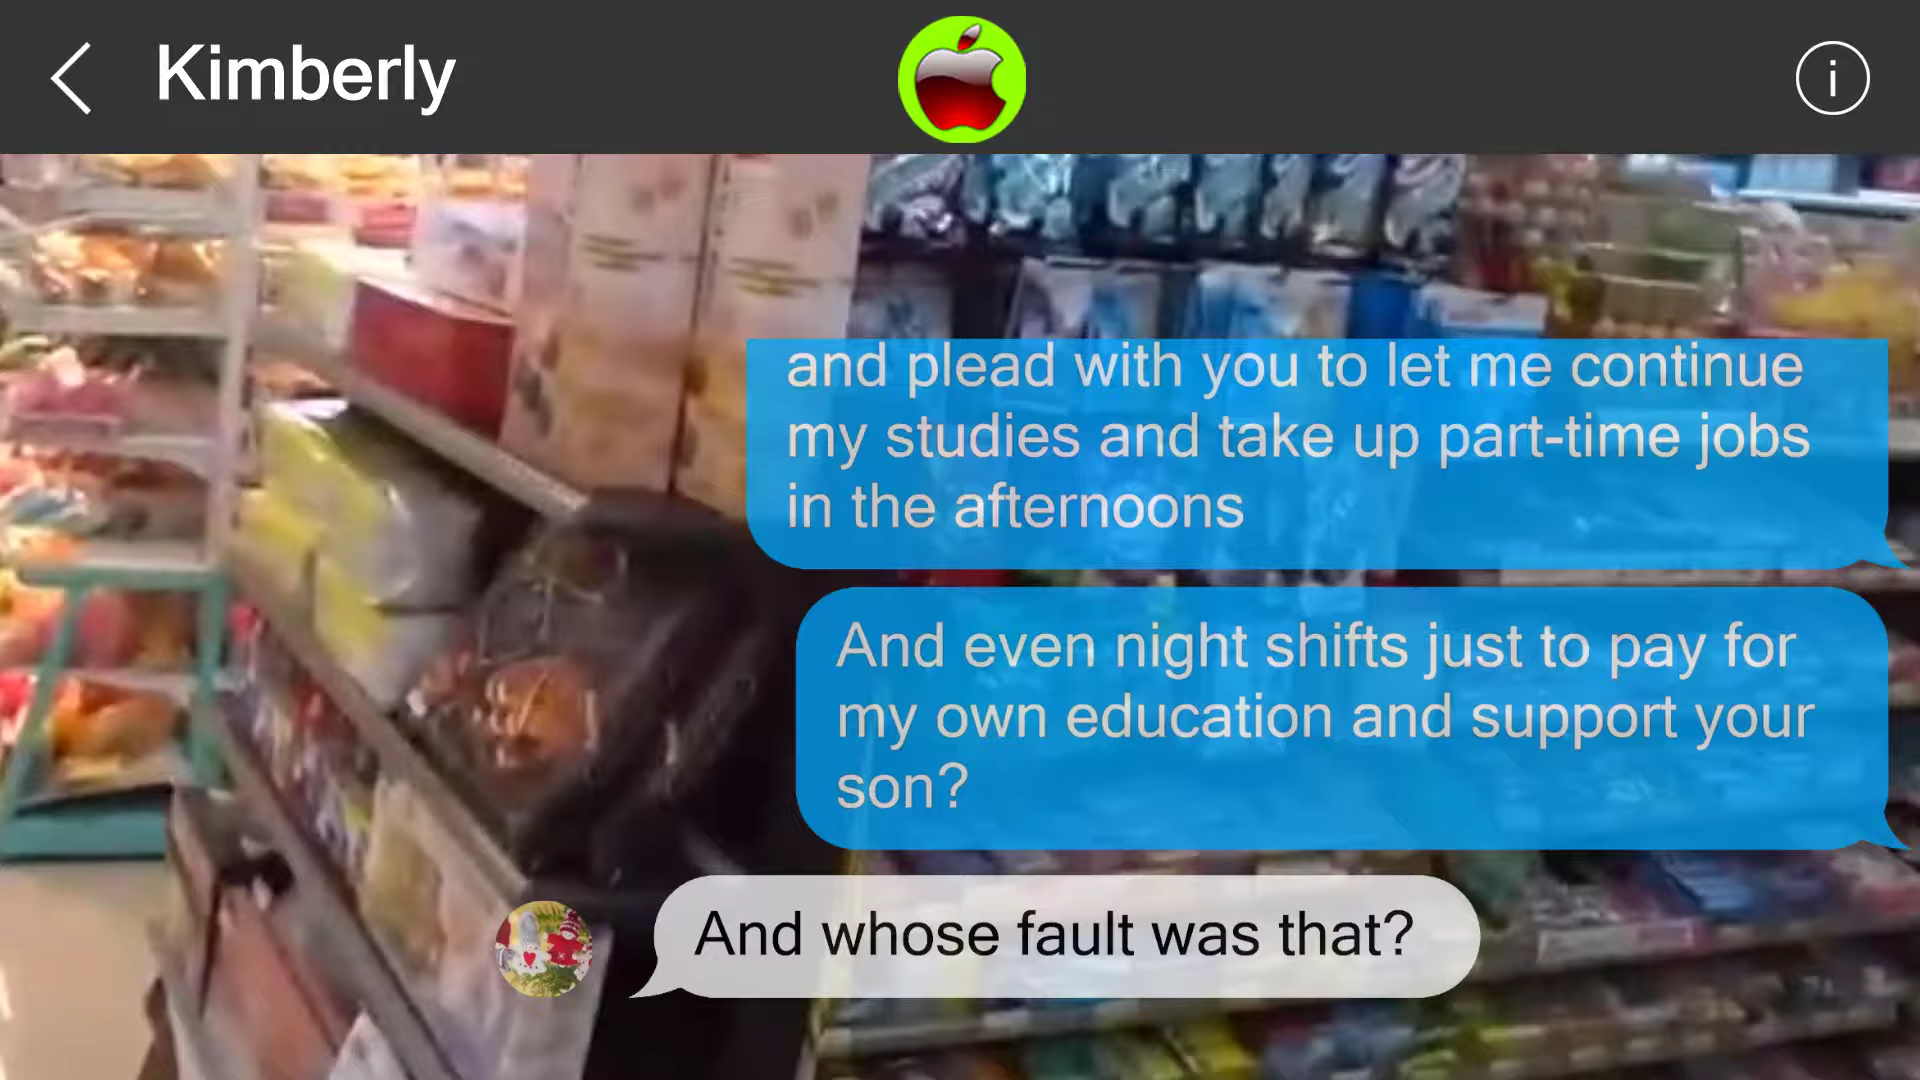 Kimberly
and plead with you to let me continue
my studies and take up part-time jobs
in the afternoons
And even night shifts just to pay for
my own education and support your
son?
And whose fault was that?